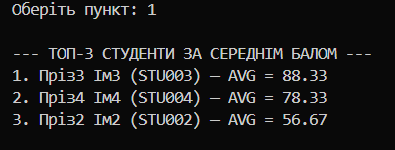 Оберіть пункт: 1
--- ТОП-3 СТУДЕНТИ ЗА СЕРЕДНІМ БАЛОМ ---
1. Пріз3 Ім3 (STU003) — AVG = 88.33
2. Пріз4 Ім4 (STU004) — AVG = 78.33
3. Пріз2 Ім2 (STU002) — AVG = 56.67